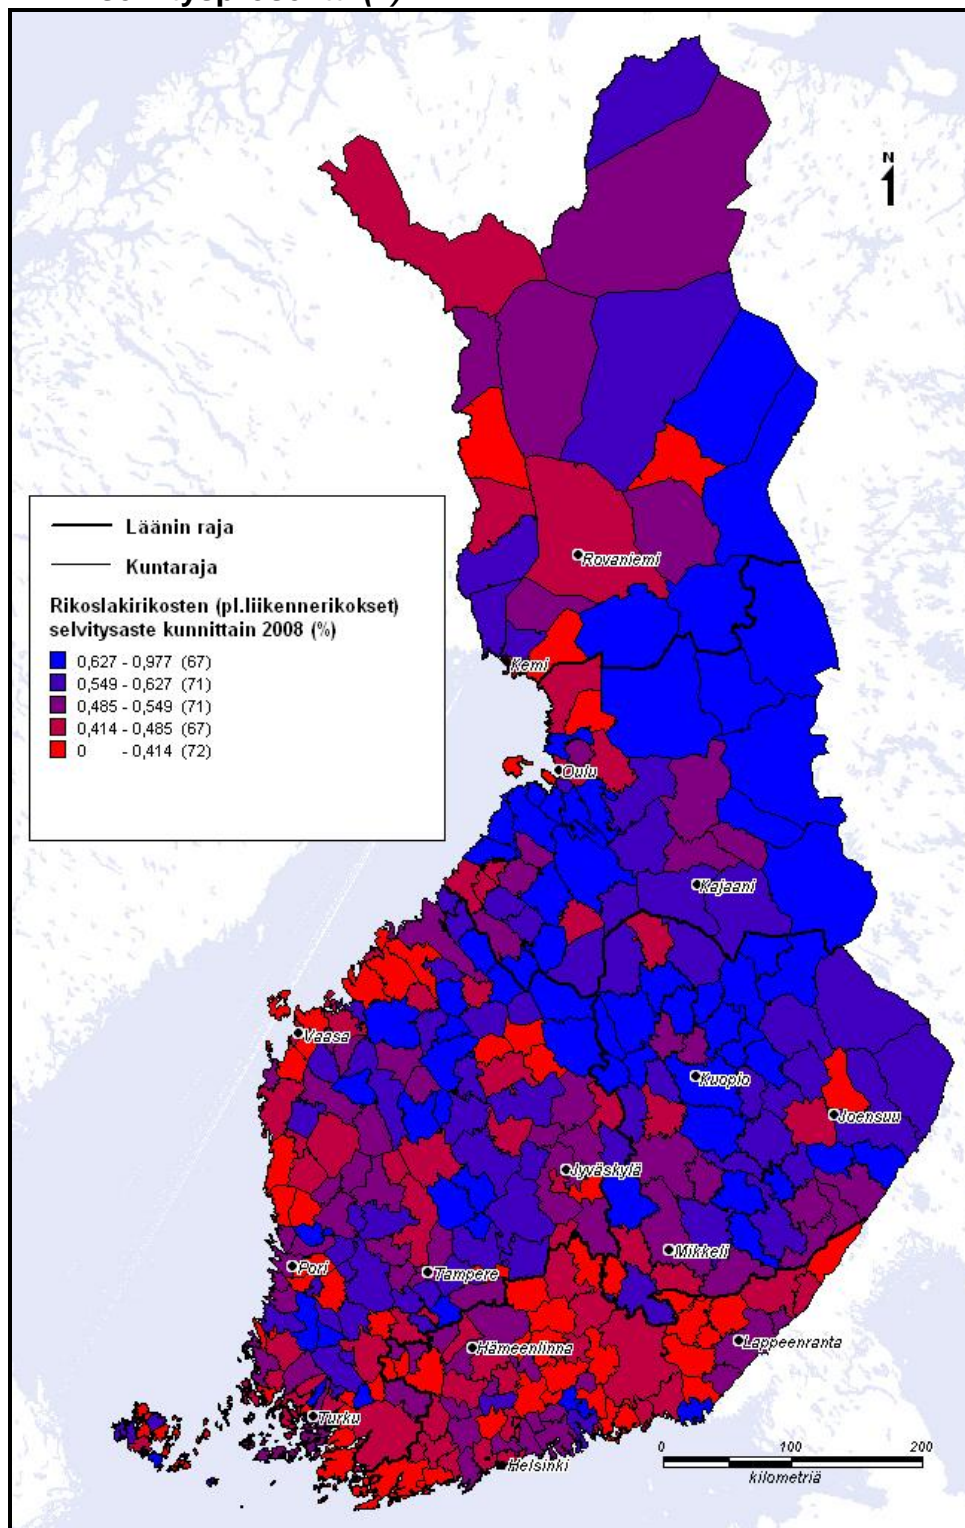 N
Läänin raja
Kuntaraja
Rikoslakirikosten (pl.liikennerikokset)
selvitysaste kunnittain 2008 (%)
0,627 - 0,977 (67)
0,549 - 0,627 (71)
0,485 - 0,549 (71)
0,414 - 0,485 (67)
0 - 0,414 (72)
Rovaniemi
Kemi
Oulu
Kajaani
Vaasa
Kuopio
Joensuu
Jyväskylä
Mikkeli
Pori
Tampere
Lappeenranta
Hämeenlinna
Turku
Helsinki
0 100 200
kilometriä